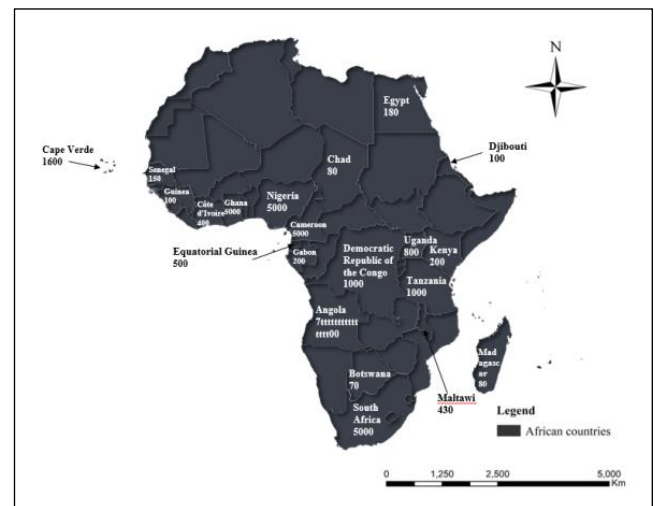 N
Egypt
180
Cape Verde
1600
Djibouti
100
Chad
80
Senegal
150
Guinea
100
Côte
d'Ivoire
400
Ghana
5000
Nigeria
5000
Cameroon
5000
Equatorial Guinea
500
Gabon
200
Democratic
Republic of
the Congo
1000
Uganda
800
Kenya
200
Tanzania
1000
Angola
7ttttttttttt
tttt00
Mad
agasc
ar
80
Botswana
70
Maltawi
430
South
Africa
5000
Legend
African countries
0 1,250 2,500 5,000
Km